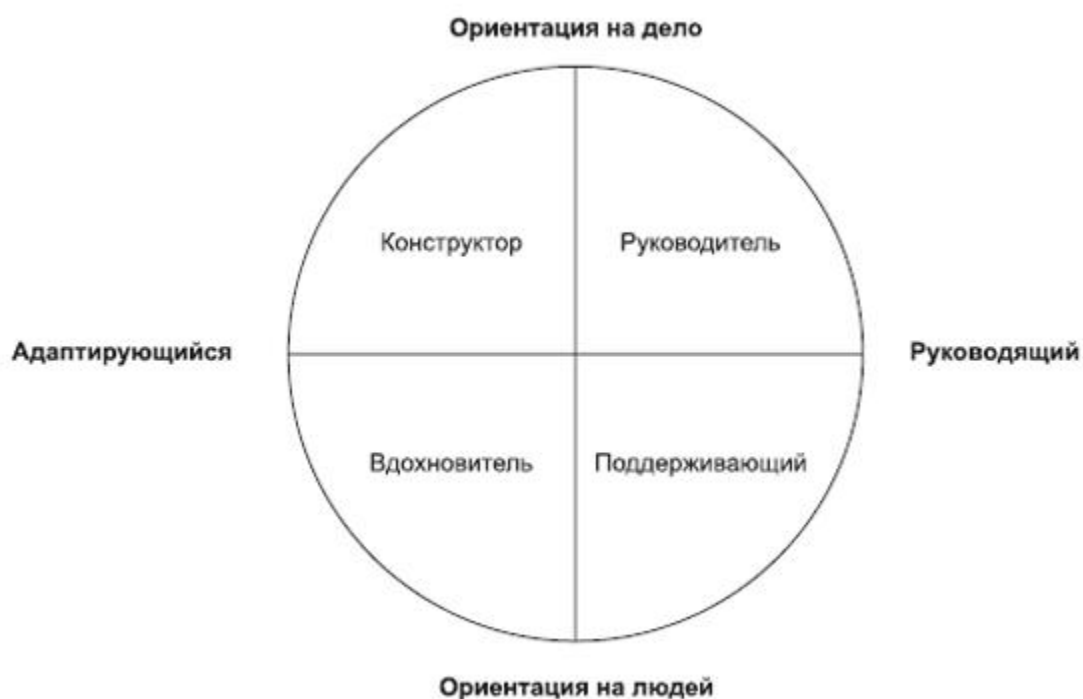 Ориентация на дело
Конструктор
Руководитель
Адаптирующийся
Руководящий
Вдохновитель
Поддерживающий
Ориентация на людей